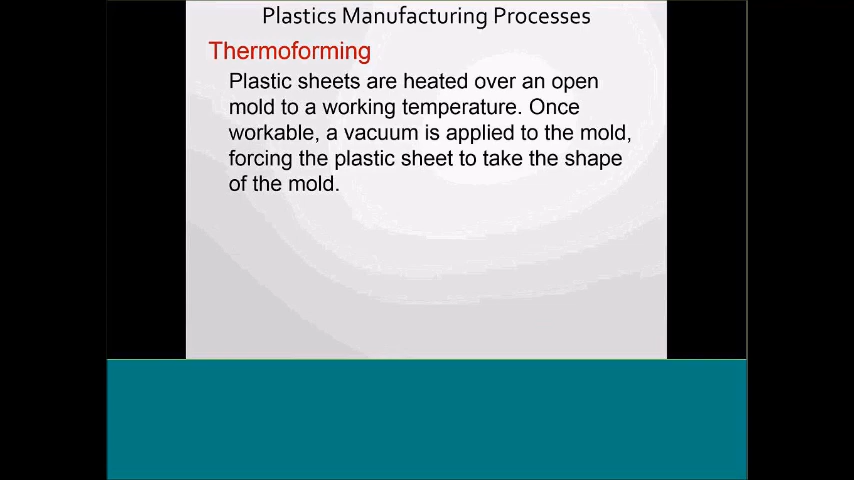 Plastics Manufacturing Processes
Thermoforming
Plastic sheets are heated over an open
mold to a working temperature. Once
workable, a vacuum is applied to the mold,
forcing the plastic sheet to take the shape
of the mold.